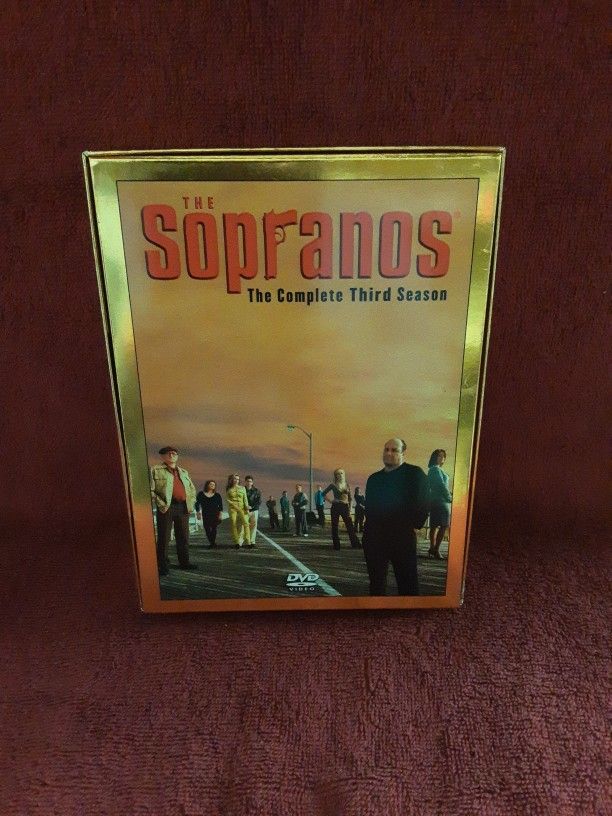 THE
Sopranos®
The Complete Third Season
DVD
VIDEO